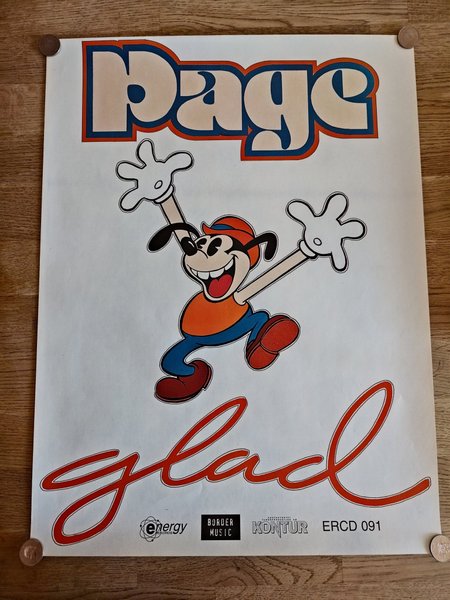 Page
glad
energy
BORDER
MUSIC
KONTUR
ERCD 091